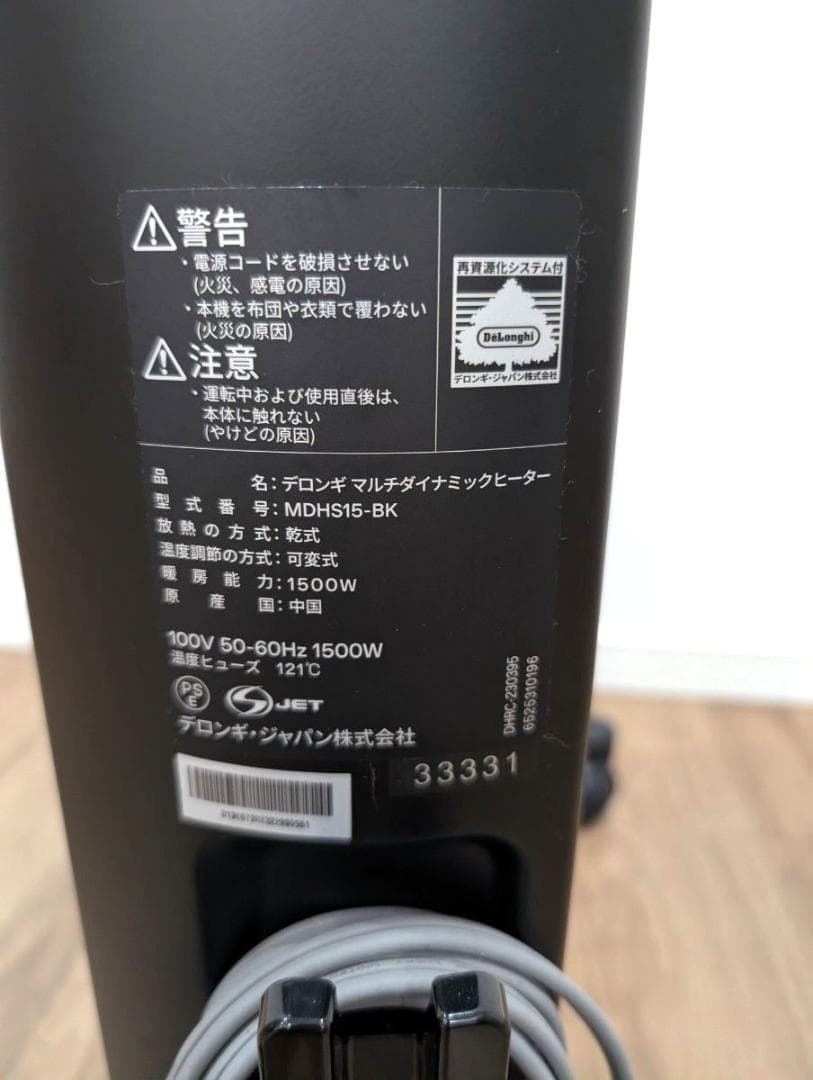 警告
・電源コードを破損させない
(火災、感電の原因)
・本機を布団や衣類で覆わない
(火災の原因)
注意
・運転中および使用直後は、
本体に触れない
(やけどの原因)
再資源化システム付
DeLonghi
デロンギ・ジャパン株式会社
品名:デロンギ マルチダイナミックヒーター
型式番号:MDHS15-BK
放熱の方式:乾式
温度調節の方式:可変式
暖房能力:1500W
原産国:中国
100V 50-60Hz 1500W
温度ヒューズ 121℃
PS
E
JET
デロンギ・ジャパン株式会社
DHRC-230395
6525310196
33331